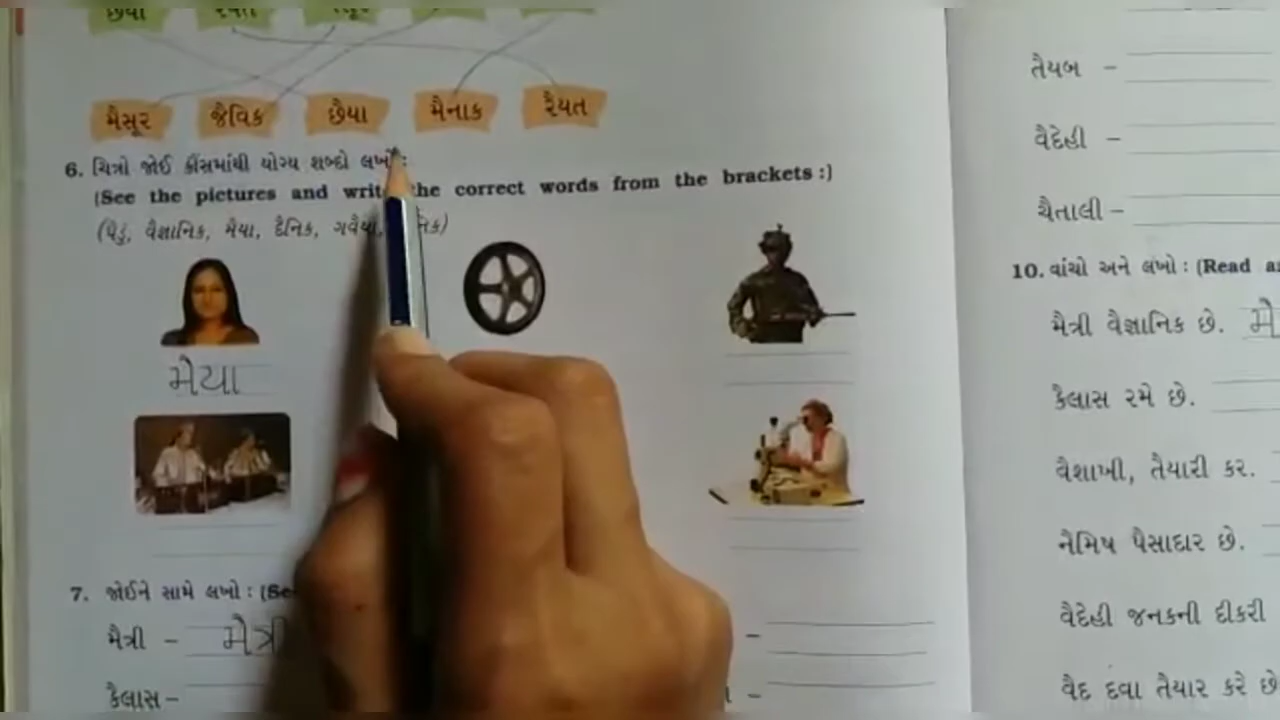 મૈસૂર જૈવિક છૈયા મૈનાક રૈયત
6. ચિત્રો જોઈ કૌંસમાંથી યોગ્ય શબ્દો લખો :
(See the pictures and write the correct words from the brackets :)
(પૈડું, વૈજ્ઞાનિક, મૈયા, દૈનિક, ગવૈયા,
મૈયા
7. જોઈને સામે લખો : (See
મૈત્રી – મૈત્રી
કૈલાસ –
તૈયબ –
વૈદેહી –
ચૈતાલી –
10. વાંચો અને લખો : (Read
મૈત્રી વૈજ્ઞાનિક છે. મૈ
કૈલાસ રમે છે.
વૈશાખી, તૈયારી કર.
નૈમિષ પૈસાદાર છે.
વૈદેહી જનકની દીકરી
વૈદ દવા તૈયાર કરે છે